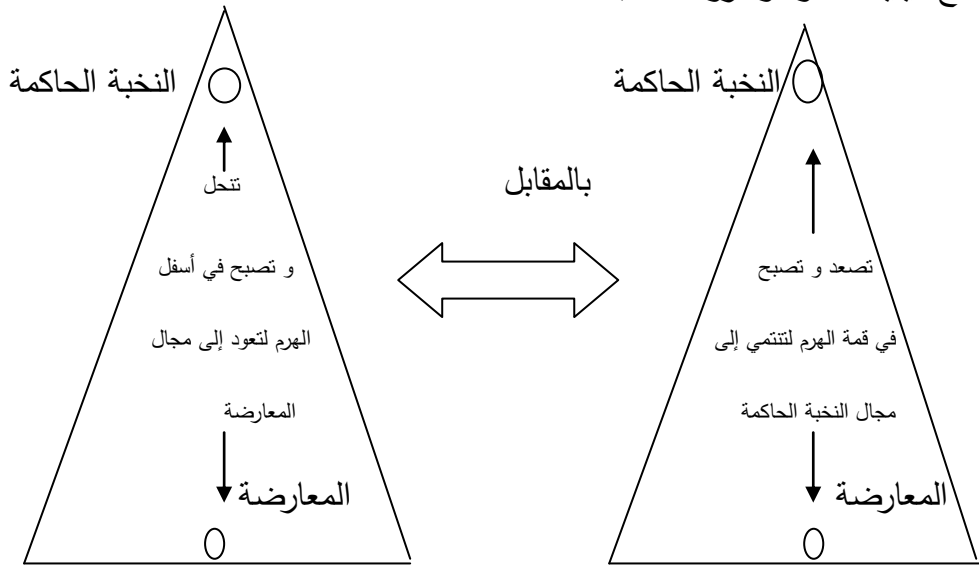 النخبة الحاكمة
تصعد و تصبح
في قمة الهرم لتنتمي إلى
مجال النخبة الحاكمة
المعارضة
بالمقابل
النخبة الحاكمة
تنحل
و تصبح في أسفل
الهرم لتعود إلى مجال
المعارضة
المعارضة